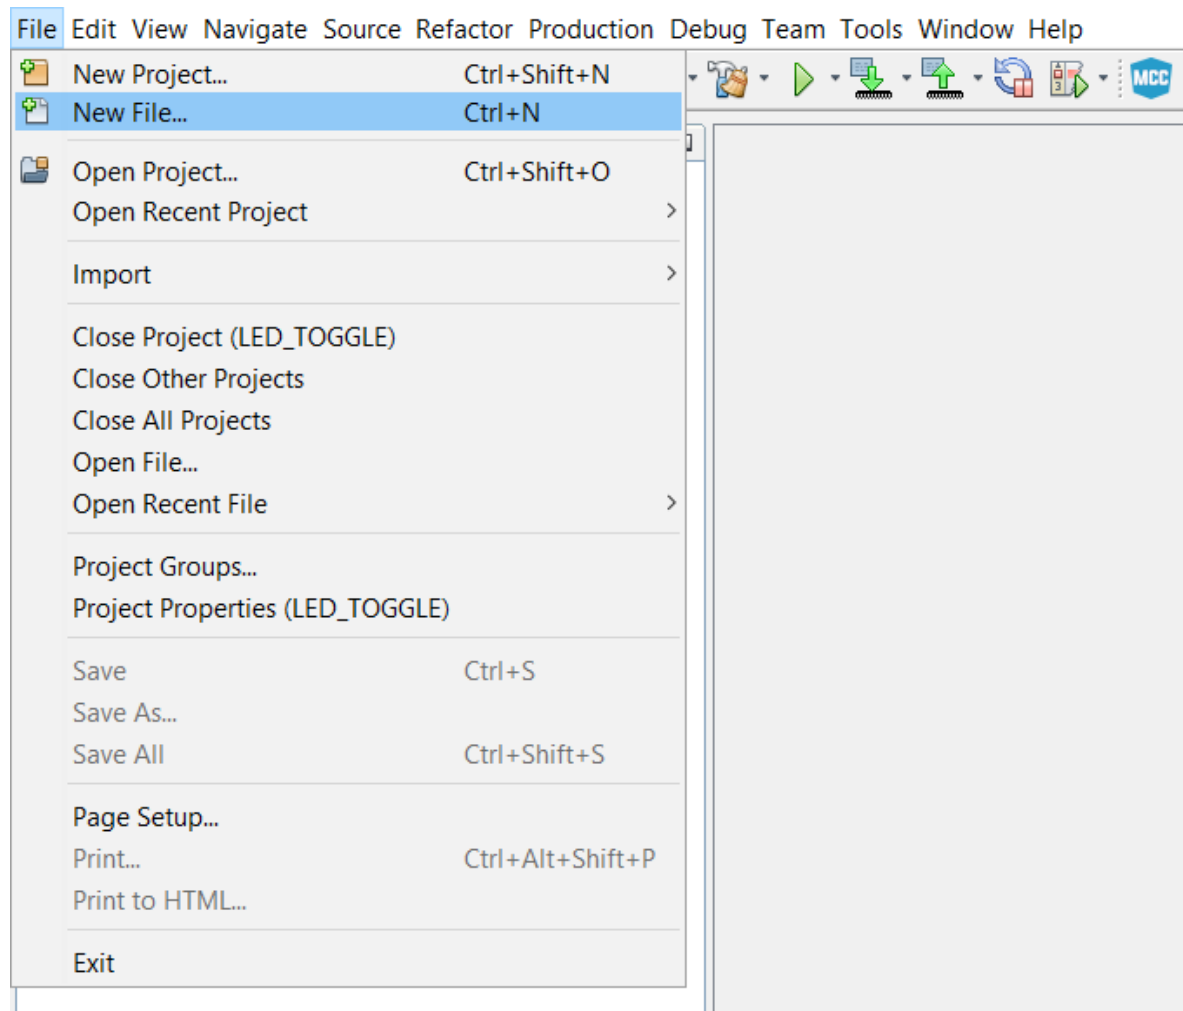 File Edit View Navigate Source Refactor Production Debug Team Tools Window Help
MCC
New Project... Ctrl+Shift+N
New File... Ctrl+N
Open Project... Ctrl+Shift+O
Open Recent Project
Import
Close Project (LED_TOGGLE)
Close Other Projects
Close All Projects
Open File...
Open Recent File
Project Groups...
Project Properties (LED_TOGGLE)
Save Ctrl+S
Save As...
Save All Ctrl+Shift+S
Page Setup...
Print... Ctrl+Alt+Shift+P
Print to HTML...
Exit